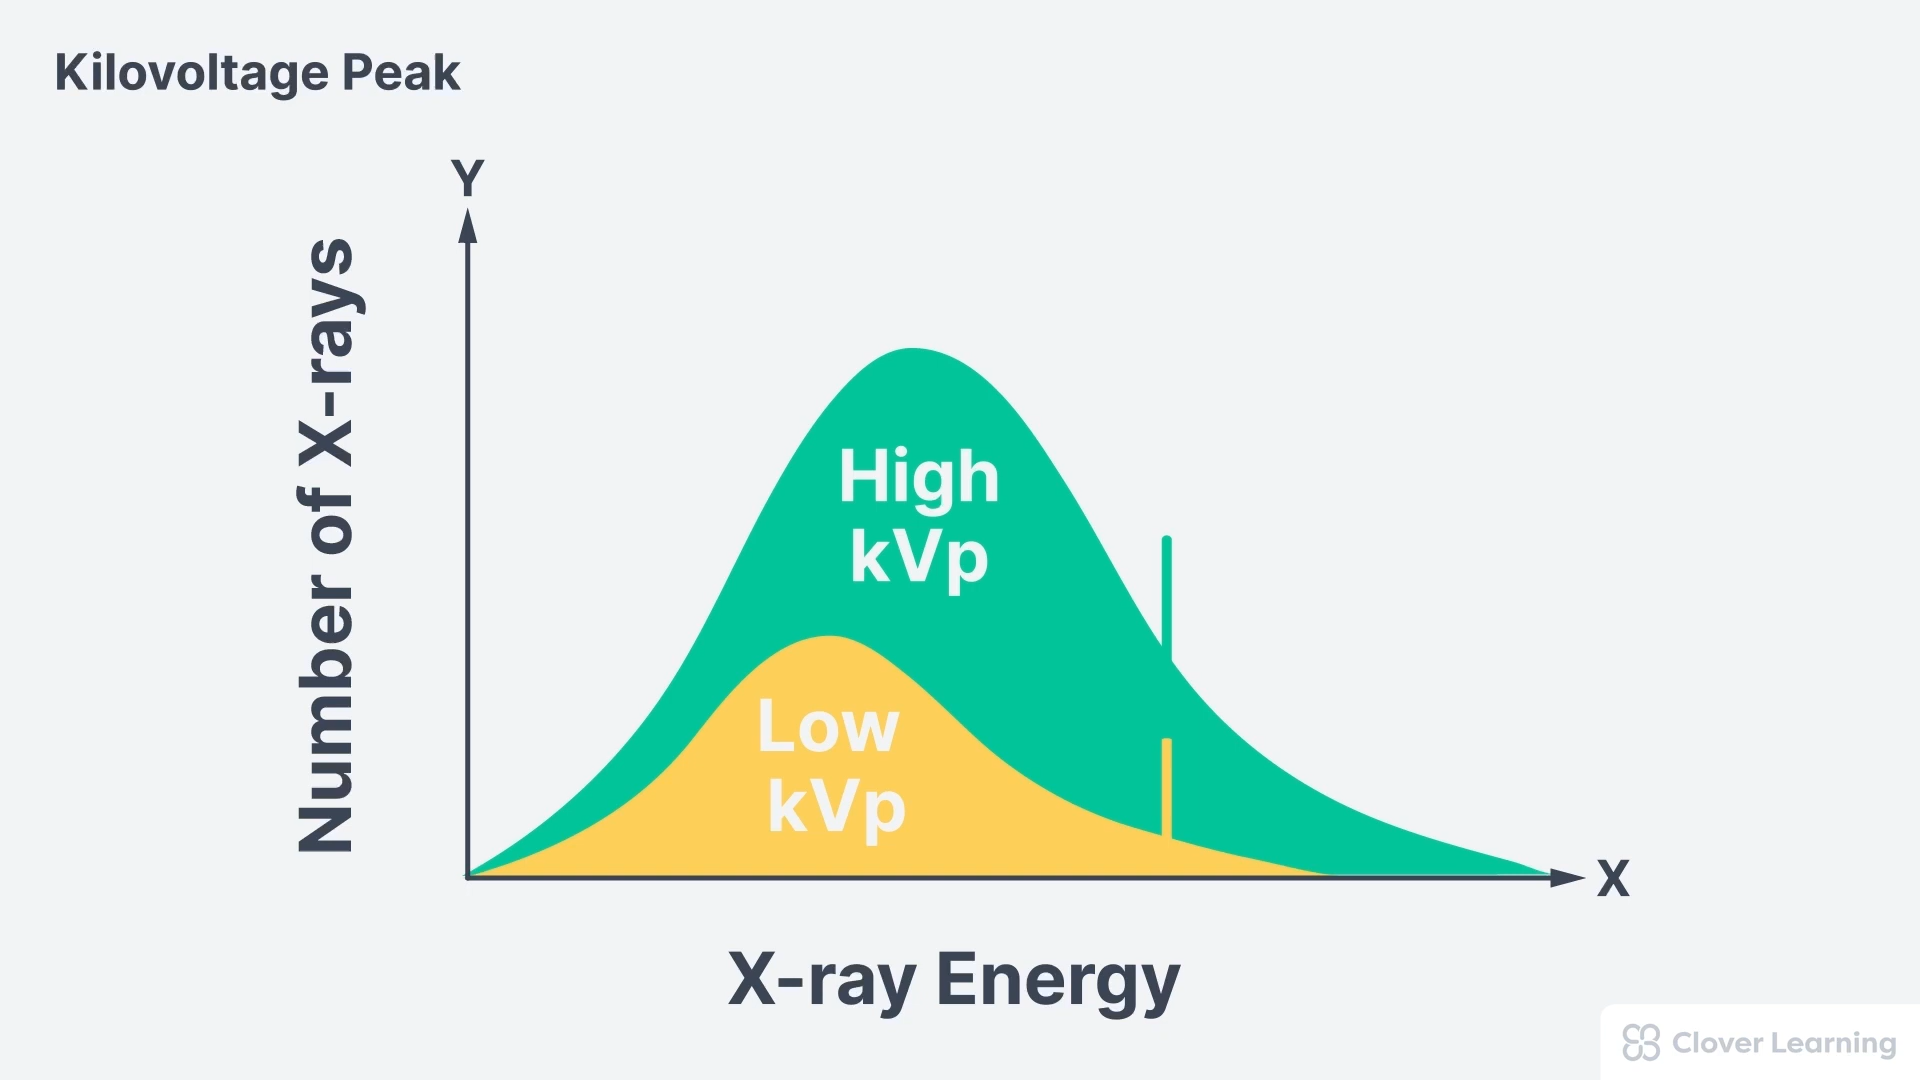 Kilovoltage Peak
Y
Number of X-rays
High
kVp
Low
kVp
X
X-ray Energy
Clover Learning